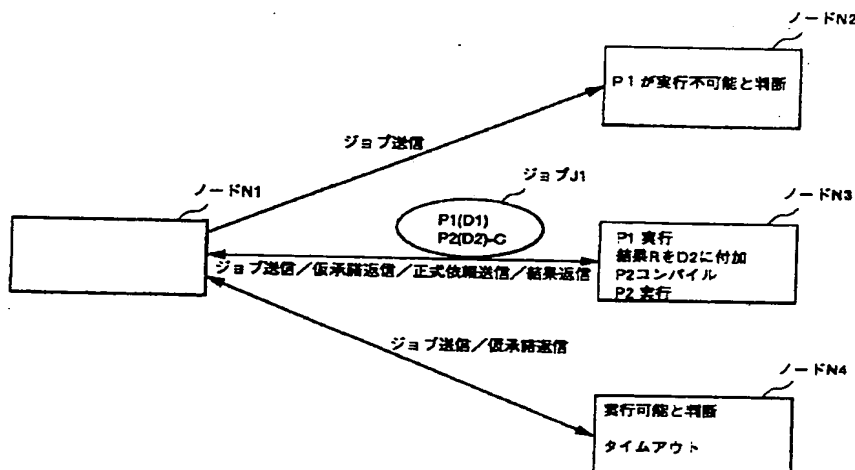 ノードN2
P1が実行不可能と判断
ジョブ送信
ジョブJ1
ノードN1
ノードN3
P1(D1)
P2(D2)-C
P1 実行
結果RをD2に付加
P2コンパイル
P2 実行
ジョブ送信/仮承諾返信/正式依頼送信/結果返信
ジョブ送信/仮承諾返信
ノードN4
実行可能と判断
タイムアウト